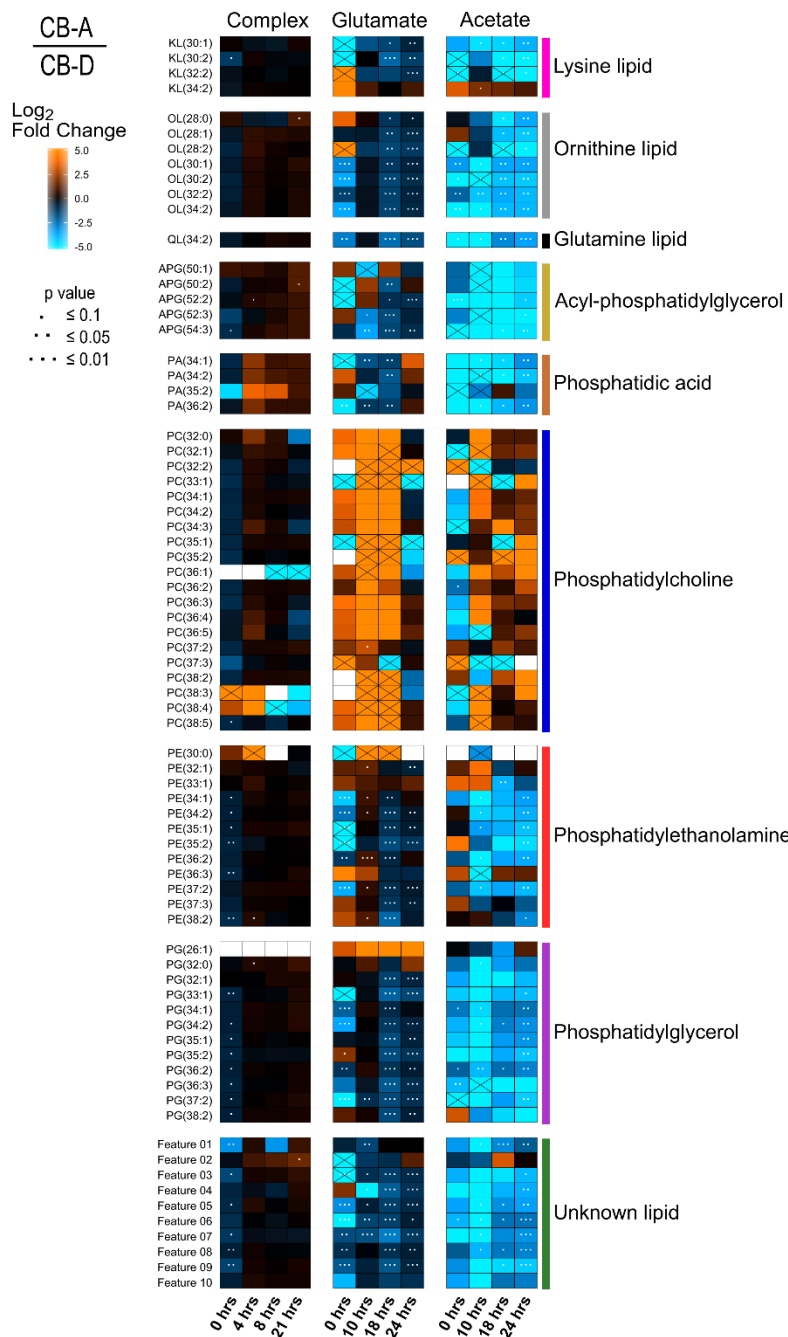 CB-A
CB-D
Complex Glutamate Acetate
Log2
Fold Change
5.0
2.5
0.0
-2.5
-5.0
p value
≤ 0.1
≤ 0.05
≤ 0.01
KL(30:1)
KL(30:2)
KL(32:2)
KL(34:2)
Lysine lipid
OL(28:0)
OL(28:1)
OL(28:2)
OL(30:1)
OL(30:2)
OL(32:2)
OL(34:2)
Ornithine lipid
QL(34:2)
Glutamine lipid
APG(50:1)
APG(50:2)
APG(52:2)
APG(52:3)
APG(54:3)
Acyl-phosphatidylglycerol
PA(34:1)
PA(34:2)
PA(35:2)
PA(36:2)
Phosphatidic acid
PC(32:0)
PC(32:1)
PC(32:2)
PC(33:1)
PC(34:1)
PC(34:2)
PC(34:3)
PC(35:1)
PC(35:2)
PC(36:1)
PC(36:2)
PC(36:3)
PC(36:4)
PC(36:5)
PC(37:2)
PC(37:3)
PC(38:2)
PC(38:3)
PC(38:4)
PC(38:5)
Phosphatidylcholine
PE(30:0)
PE(32:1)
PE(33:1)
PE(34:1)
PE(34:2)
PE(35:1)
PE(35:2)
PE(36:2)
PE(36:3)
PE(37:2)
PE(37:3)
PE(38:2)
Phosphatidylethanolamine
PG(26:1)
PG(32:0)
PG(32:1)
PG(33:1)
PG(34:1)
PG(34:2)
PG(35:1)
PG(35:2)
PG(36:2)
PG(36:3)
PG(37:2)
PG(38:2)
Phosphatidylglycerol
Feature 01
Feature 02
Feature 03
Feature 04
Feature 05
Feature 06
Feature 07
Feature 08
Feature 09
Feature 10
Unknown lipid
0 hrs 4 hrs 8 hrs 21 hrs 0 hrs 10 hrs 18 hrs 24 hrs 0 hrs 10 hrs 18 hrs 24 hrs